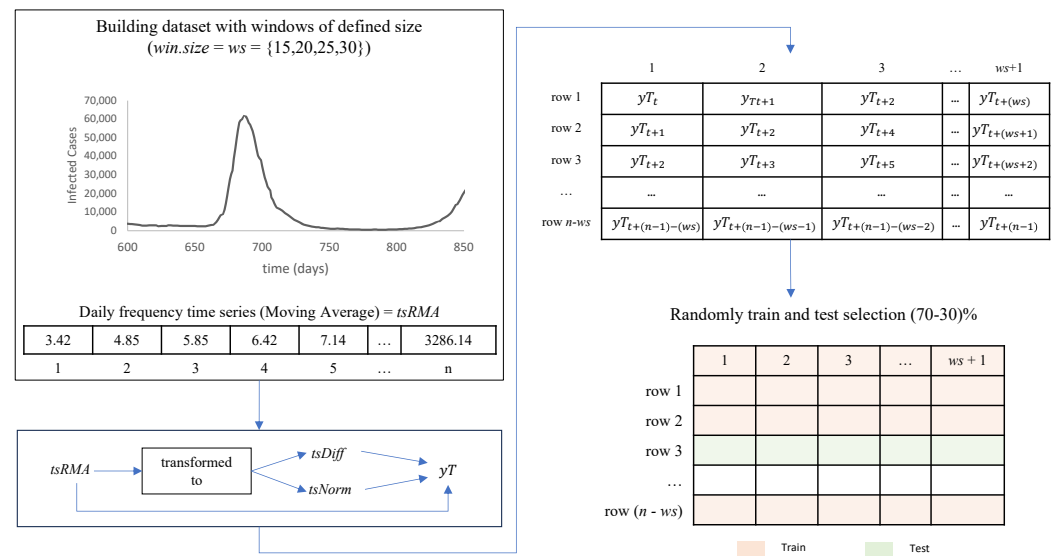 Building dataset with windows of defined size
(win.size = ws = {15,20,25,30})
Infected Cases
70,000
60,000
50,000
40,000
30,000
20,000
10,000
0
600 650 700 750 800 850
time (days)
Daily frequency time series (Moving Average) = tsRMA
3.42 4.85 5.85 6.42 7.14 ... 3286.14
1 2 3 4 5 ... n
tsRMA
transformed
to
tsDiff
tsNorm
yT
1 2 3 ... ws+1
row 1 yT_t y_{Tt+1} yT_{t+2} ... yT_{t+(ws)}
row 2 yT_{t+1} yT_{t+2} yT_{t+4} ... yT_{t+(ws+1)}
row 3 yT_{t+2} yT_{t+3} yT_{t+5} ... yT_{t+(ws+2)}
... ... ... ... ... ...
row n-ws yT_{t+(n−1)−(ws)} yT_{t+(n−1)−(ws−1)} yT_{t+(n−1)−(ws−2)} ... yT_{t+(n−1)}
Randomly train and test selection (70-30)%
1 2 3 ... ws + 1
row 1
row 2
row 3
...
row (n - ws)
Train Test